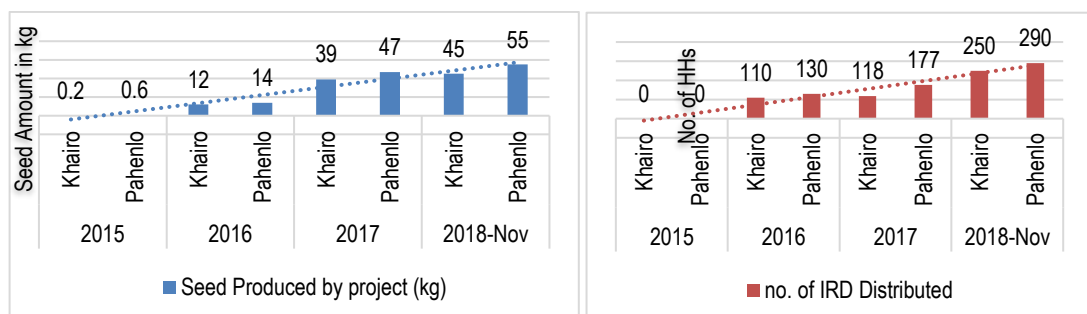 Seed Amount in kg
0.2 0.6 12 14 39 47 45 55
Khairo Pahenlo Khairo Pahenlo Khairo Pahenlo Khairo Pahenlo
2015 2016 2017 2018-Nov
Seed Produced by project (kg)
No. of HHs
0 0 110 130 118 177 250 290
Khairo Pahenlo Khairo Pahenlo Khairo Pahenlo Khairo Pahenlo
2015 2016 2017 2018-Nov
no. of IRD Distributed